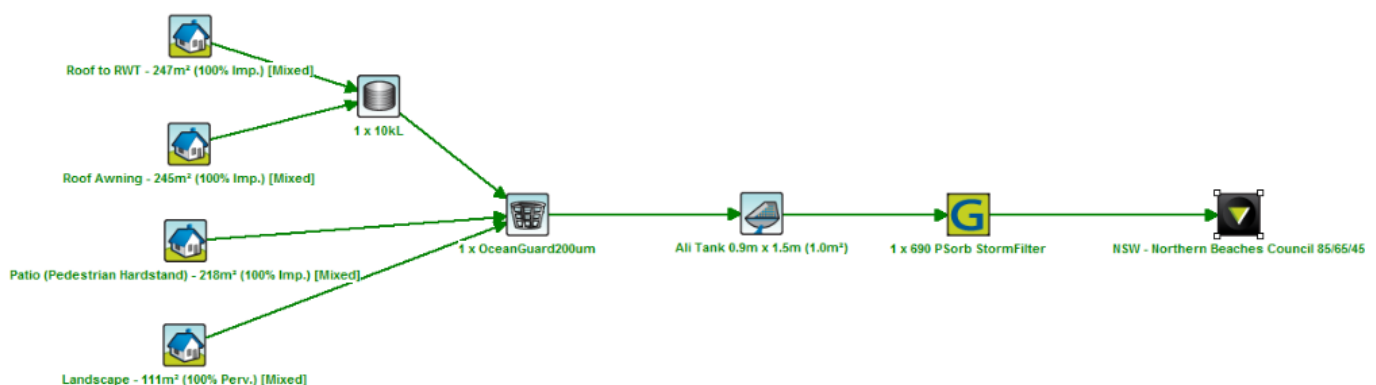 Roof to RWT - 247m² (100% Imp.) [Mixed]
1 x 10kL
Roof Awning - 245m² (100% Imp.) [Mixed]
1 x OceanGuard200um
Ali Tank 0.9m x 1.5m (1.0m²)
G
1 x 690 PSorb StormFilter
NSW - Northern Beaches Council 85/65/45
Patio (Pedestrian Hardstand) - 218m² (100% Imp.) [Mixed]
Landscape - 111m² (100% Perv.) [Mixed]